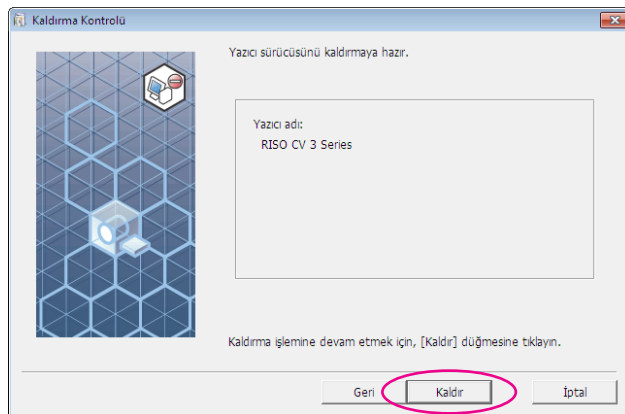 Kaldırma Kontrolü
Yazıcı sürücüsünü kaldırmaya hazır.
Yazıcı adı:
RISO CV 3 Series
Kaldırma işlemine devam etmek için, [Kaldır] düğmesine tıklayın.
Geri Kaldır İptal